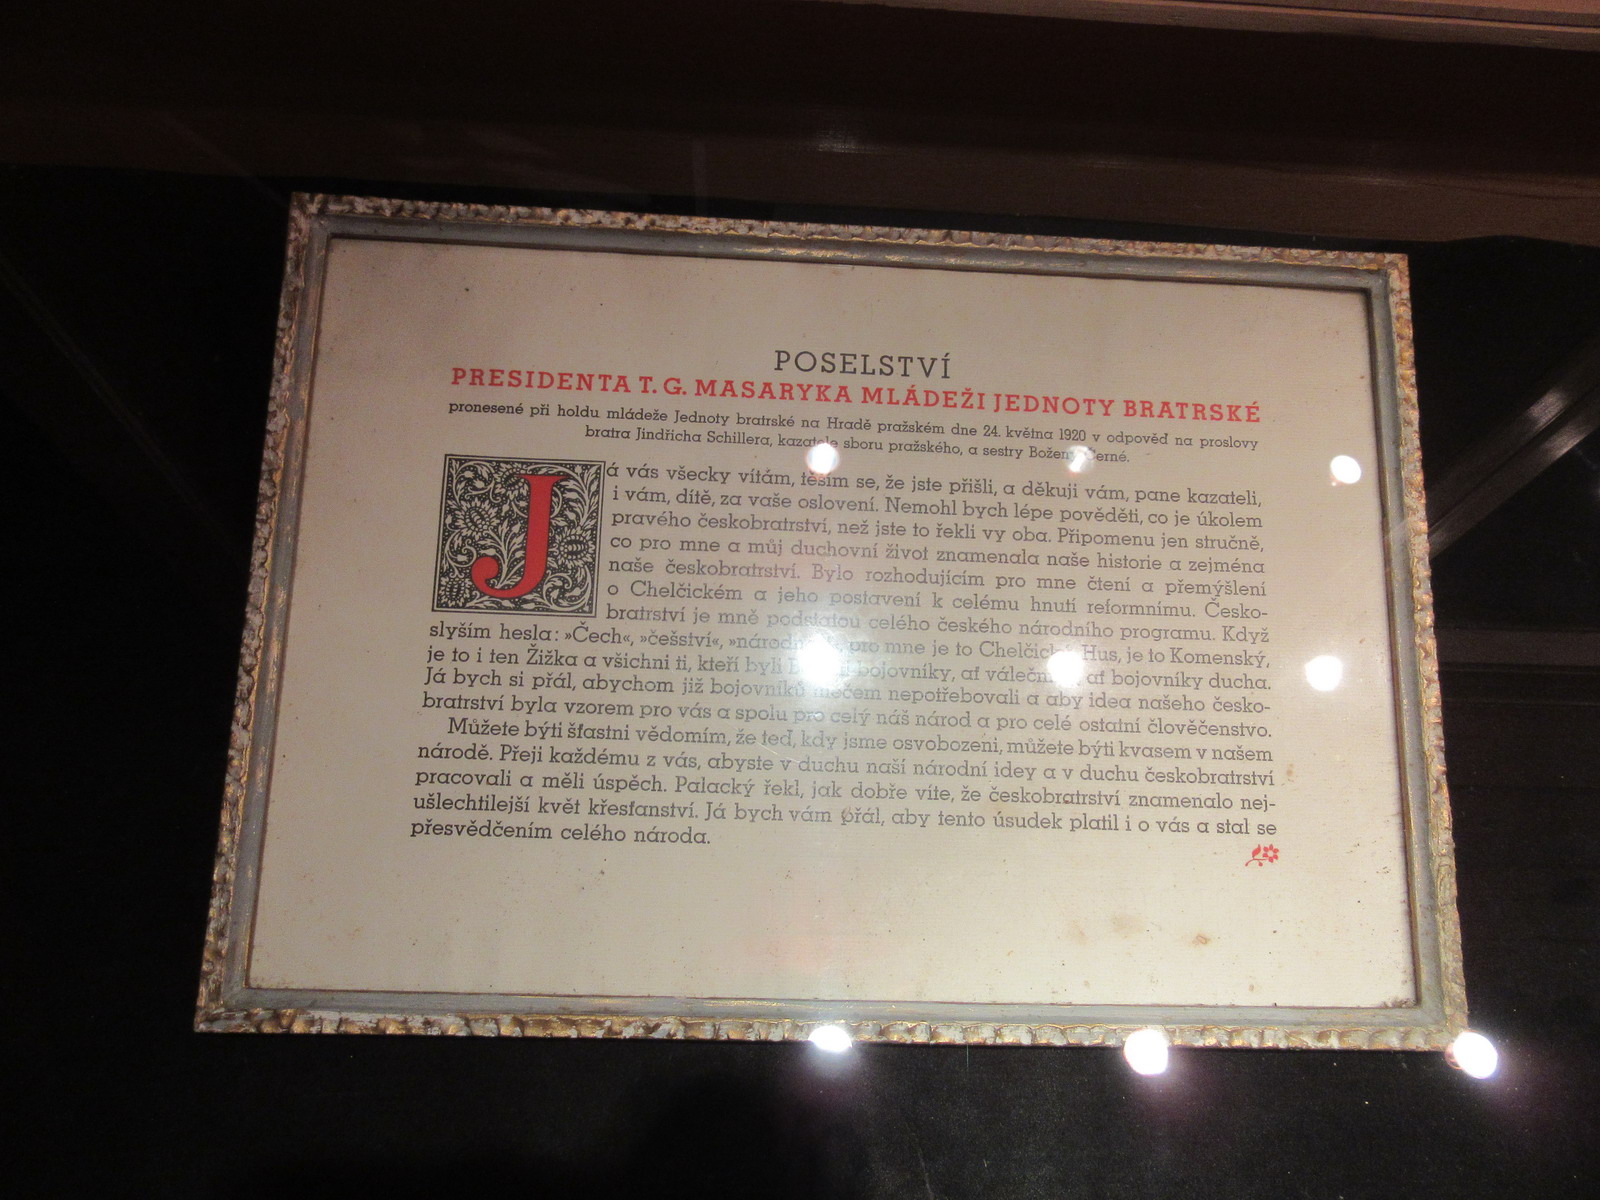 POSELSTVÍ
PRESIDENTA T. G. MASARYKA MLÁDEŽI JEDNOTY BRATRSKÉ
pronesené při holdu mládeže Jednoty bratrské na Hradě pražském dne 24. května 1920 v odpověď na proslovy
bratra Jindřicha Schillera, kazatele sboru pražského, a sestry Boženy Černé.
Já vás všecky vítám, těším se, že jste přišli, a děkuji vám, pane kazateli,
i vám, dítě, za vaše oslovení. Nemohl bych lépe pověděti, co je úkolem
pravého českobratrství, než jste to řekli vy oba. Připomenu jen stručně,
co pro mne a můj duchovní život znamenala naše historie a zejména
naše českobratrství. Bylo rozhodujícím pro mne čtení a přemýšlení
o Chelčickém a jeho postavení k celému hnutí reformnímu. Česko-
bratrství je mně podstatou celého českého národního programu. Když
slyším hesla: »Čech«, »češství«, pro mne je to Chelčický, Hus, je to Komenský,
je to i ten Žižka a všichni ti, kteří byli bojovníky, ať ať bojovníky ducha.
Já bych si přál, abychom již bojovníků mečem nepotřebovali a aby idea našeho česko-
bratrství byla vzorem pro vás a spolu pro celý náš národ a pro celé ostatní člověčenstvo.
Můžete býti šťastni vědomím, že teď, kdy jsme osvobozeni, můžete býti kvasem v našem
národě. Přeji každému z vás, abyste v duchu naší národní idey a v duchu českobratrství
pracovali a měli úspěch. Palacký řekl, jak dobře víte, že českobratrství znamenalo nej-
ušlechtilejší květ křesťanství. Já bych vám přál, aby tento úsudek platil i o vás a stal se
přesvědčením celého národa.